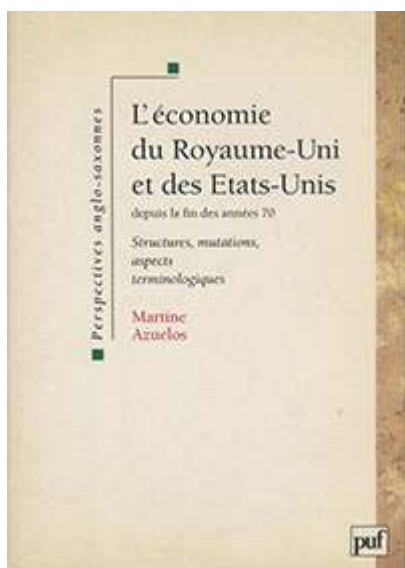 Perspectives anglo-saxonnes
L'économie
du Royaume-Uni
et des Etats-Unis
depuis la fin des années 70
Structures, mutations,
aspects
terminologiques
Martine
Azuelos
puf